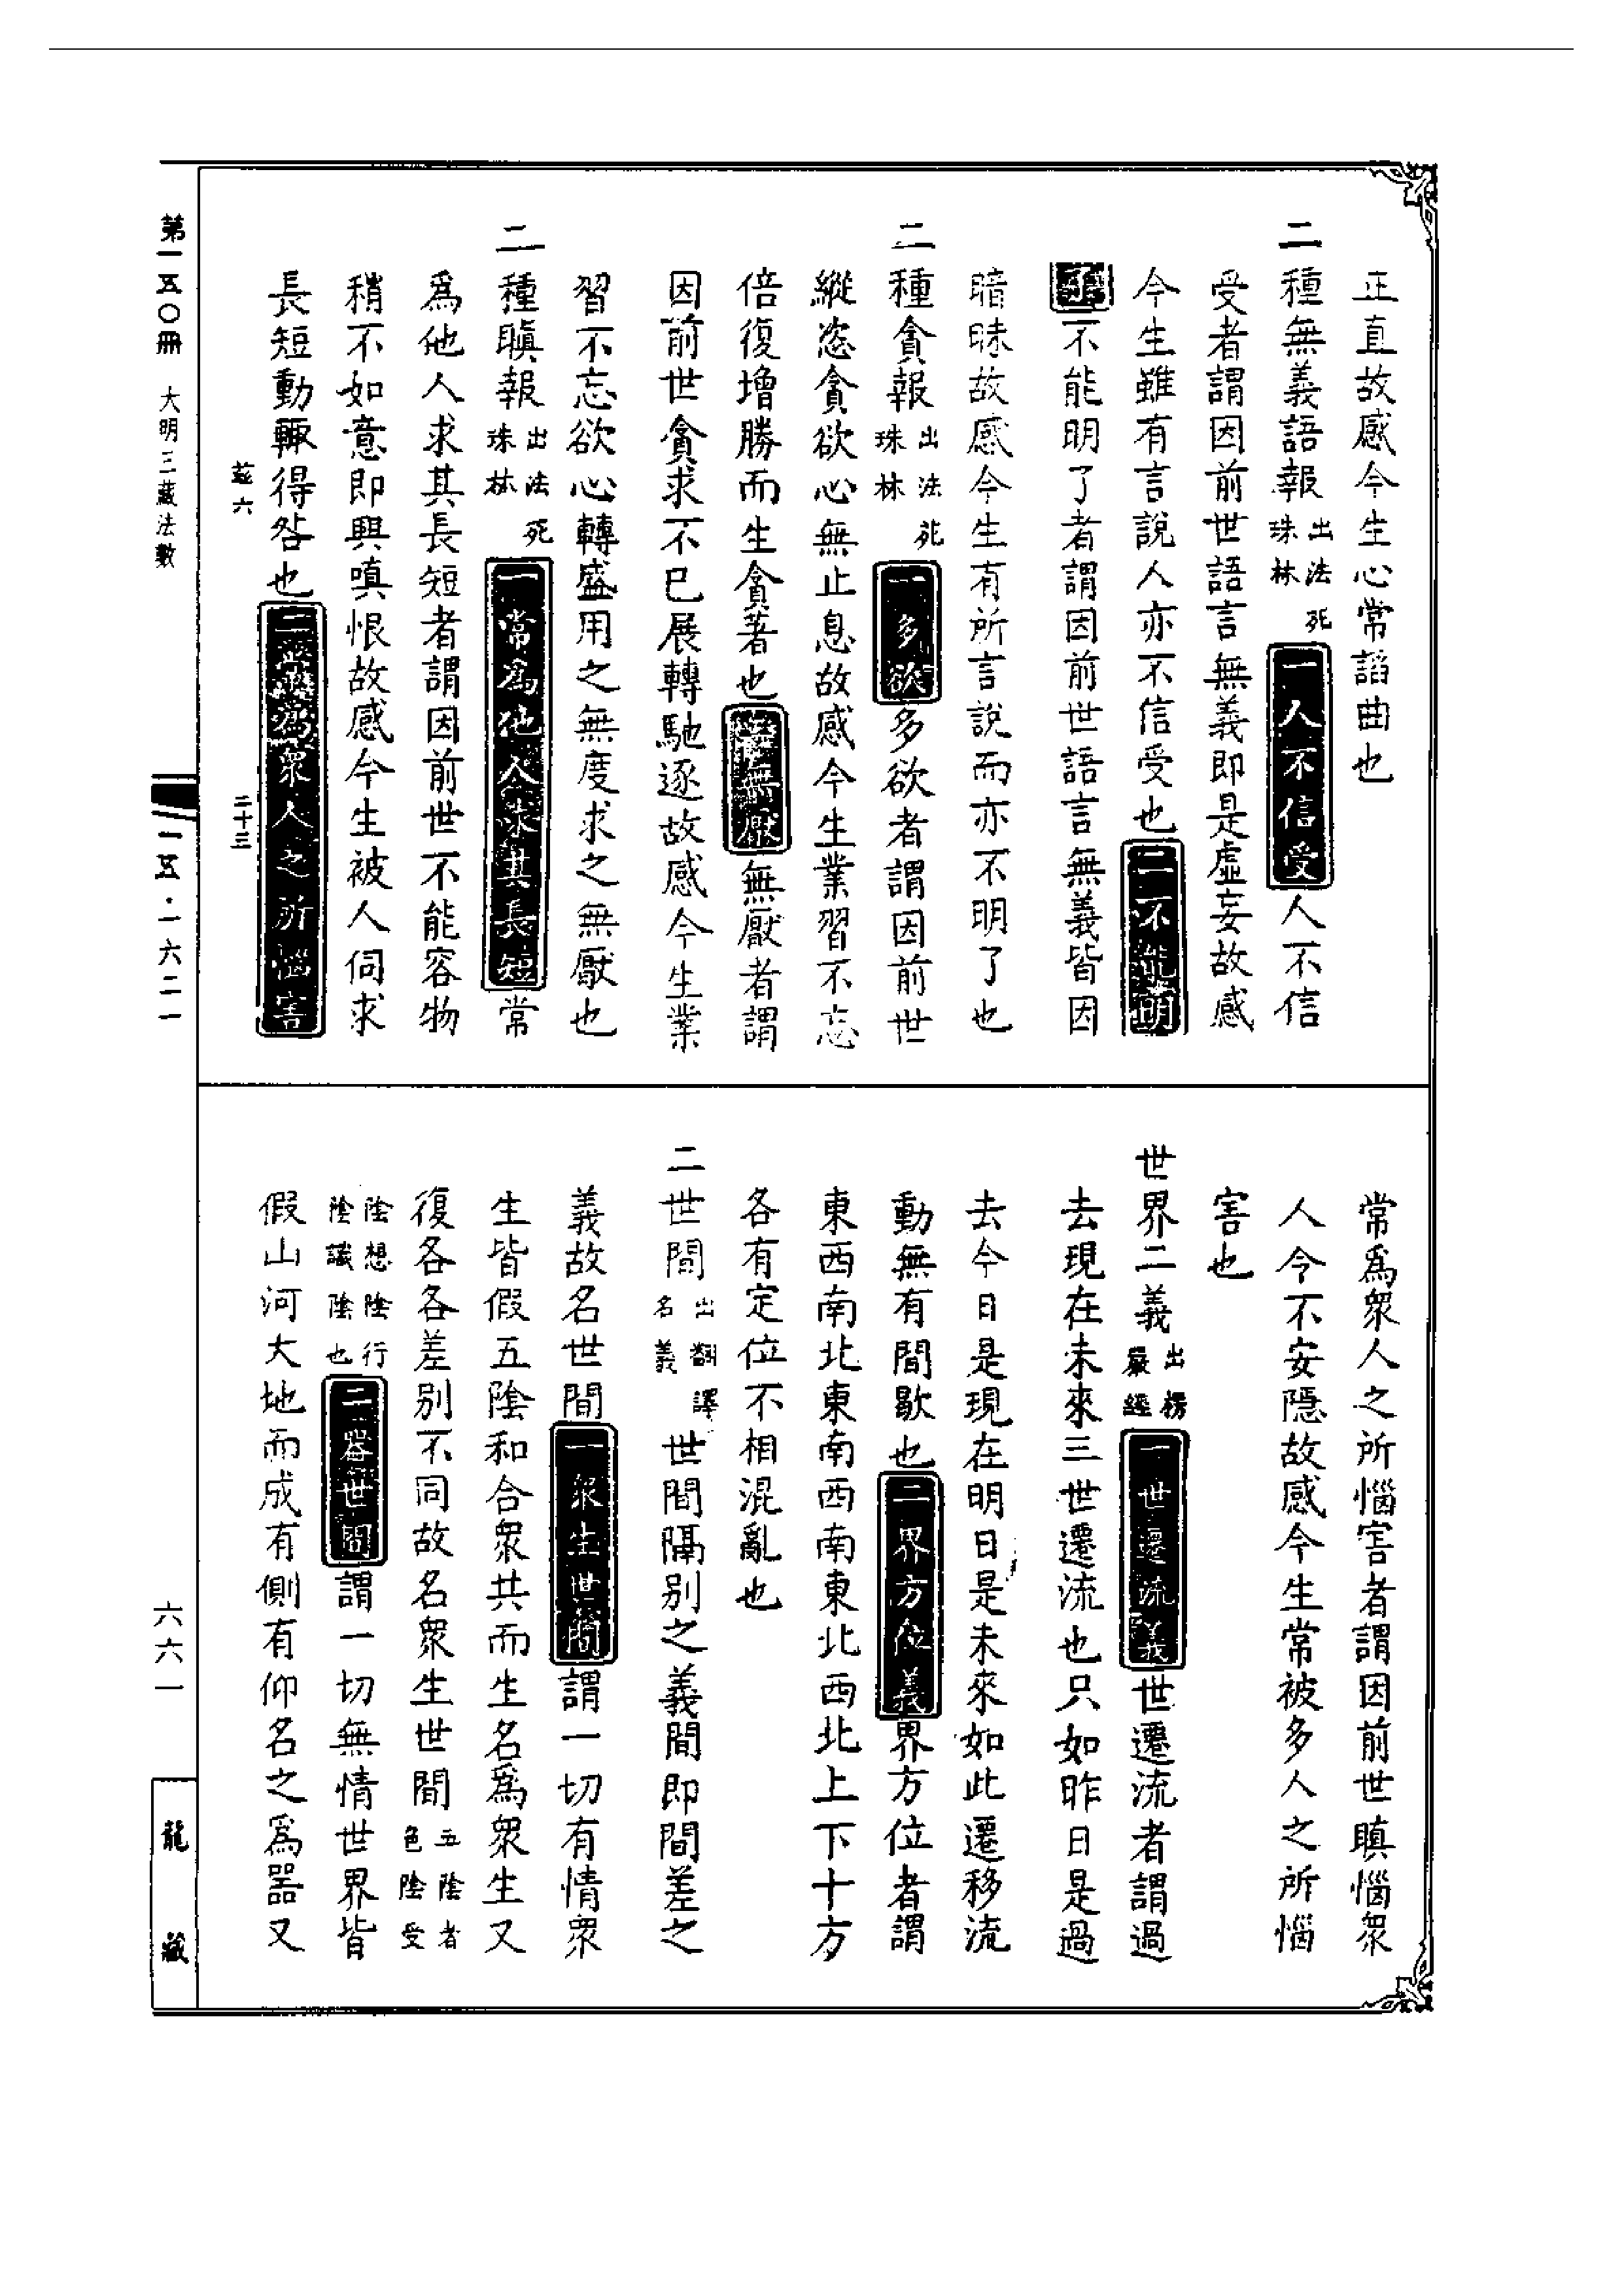 正直故感今生心常諂曲也
二種無義語報出法苑珠林一人不信受人不信
受者謂因前世語言無義即是虛妄故感
今生雖有言說人亦不信受也二不能明
了不能明了者謂因前世語言無義皆因
暗昧故感今生有所言說而亦不明了也
二種貪報出法苑珠林一多欲多欲者謂因前世
縱恣貪欲心無止息故感今生業習不忘
倍復增勝而生貪著也二無厭無厭者謂
因前世貪求不已展轉馳逐故感今生業
習不忘欲心轉盛用之無度求之無厭也
二種瞋報出法苑珠林一常為他人求其長短常
為他人求其長短者謂因前世不能容物
稍不如意即興嗔恨故感今生被人伺求
長短動輒得咎也二常為眾人之所惱害
茲六 二十三
常為眾人之所惱害者謂因前世瞋惱眾
人今不安隱故感今生常被多人之所惱
害也
世界二義出楞嚴經一世遷流義世遷流者謂過
去現在未來三世遷流也只如昨日是過
去今日是現在明日是未來如此遷移流
動無有間歇也二界方位義界方位者謂
東西南北東南西南東北西北上下十方
各有定位不相混亂也
二世間出翻譯名義世間隔別之義間即間差之
義故名世間一眾生世間謂一切有情眾
生皆假五陰和合眾共而生名為眾生又
復各各差別不同故名眾生世間五陰者色陰受
陰想陰行陰識陰也二器世間謂一切無情世界皆
假山河大地而成有側有仰名之為器又
第一五〇冊 大明三藏法數
一五·一六二一
六六一
龍藏